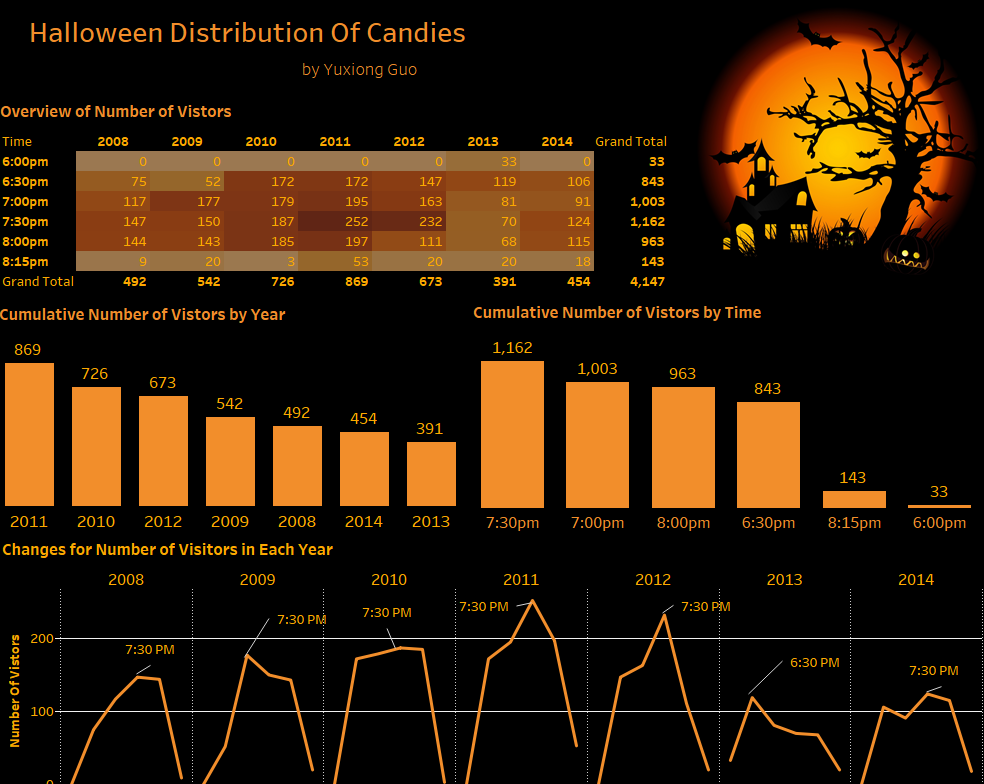 Halloween Distribution Of Candies
by Yuxiong Guo
Overview of Number of Vistors
Time 2008 2009 2010 2011 2012 2013 2014 Grand Total
6:00pm 0 0 0 0 0 33 0 33
6:30pm 75 52 172 172 147 119 106 843
7:00pm 117 177 179 195 163 81 91 1,003
7:30pm 147 150 187 252 232 70 124 1,162
8:00pm 144 143 185 197 111 68 115 963
8:15pm 9 20 3 53 20 20 18 143
Grand Total 492 542 726 869 673 391 454 4,147
Cumulative Number of Vistors by Year
869 726 673 542 492 454 391
2011 2010 2012 2009 2008 2014 2013
Cumulative Number of Vistors by Time
1,162 1,003 963 843 143 33
7:30pm 7:00pm 8:00pm 6:30pm 8:15pm 6:00pm
Changes for Number of Visitors in Each Year
2008 2009 2010 2011 2012 2013 2014
Number Of Vistors
200
100
0
7:30 PM
7:30 PM
7:30 PM
7:30 PM
7:30 PM
6:30 PM
7:30 PM